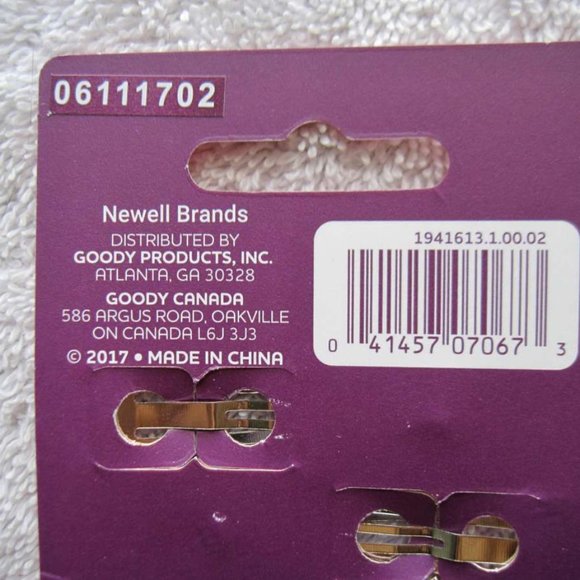 06111702
Newell Brands
DISTRIBUTED BY
GOODY PRODUCTS, INC.
ATLANTA, GA 30328
GOODY CANADA
586 ARGUS ROAD, OAKVILLE
ON CANADA L6J 3J3
© 2017 • MADE IN CHINA
1941613.1.00.02
0 41457 07067 3